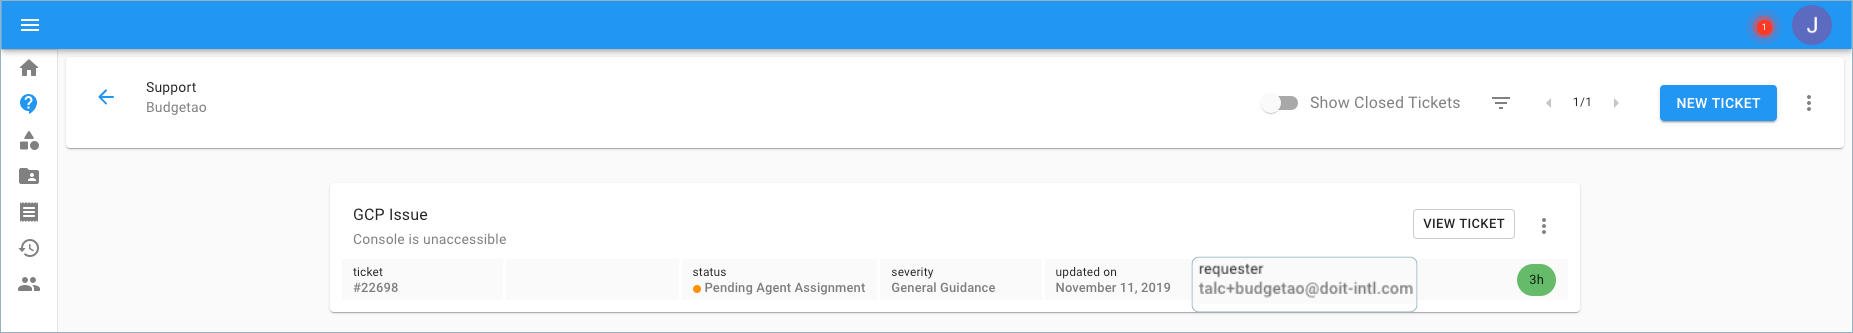 1
J
Support
Budgetao
Show Closed Tickets
1/1
NEW TICKET
GCP Issue
Console is unaccessible
VIEW TICKET
ticket
#22698
status
Pending Agent Assignment
severity
General Guidance
updated on
November 11, 2019
requester
talc+budgetao@doit-intl.com
3h